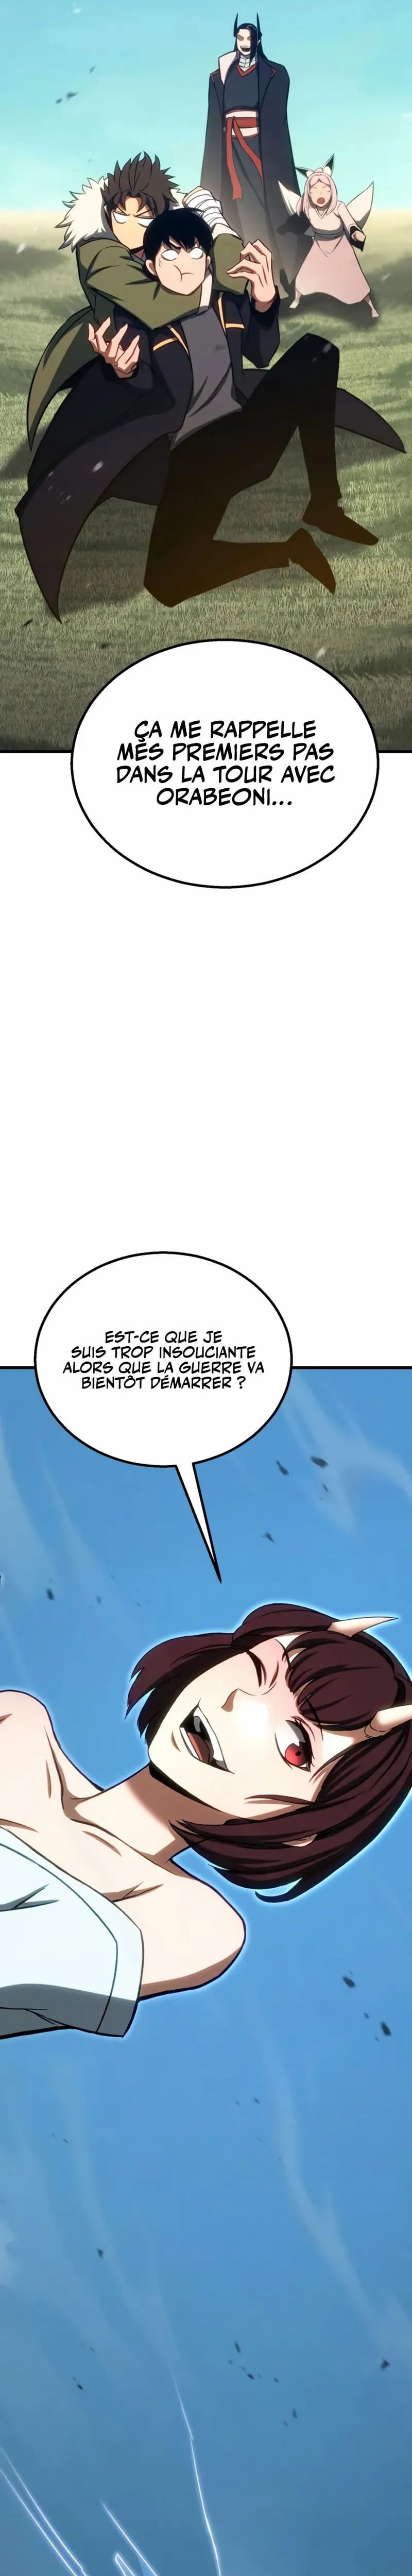 ÇA ME RAPPELLE
MES PREMIERS PAS
DANS LA TOUR AVEC
ORABEONI...
EST-CE QUE JE
SUIS TROP INSOUCIANTE
ALORS QUE LA GUERRE VA
BIENTÔT DÉMARRER ?